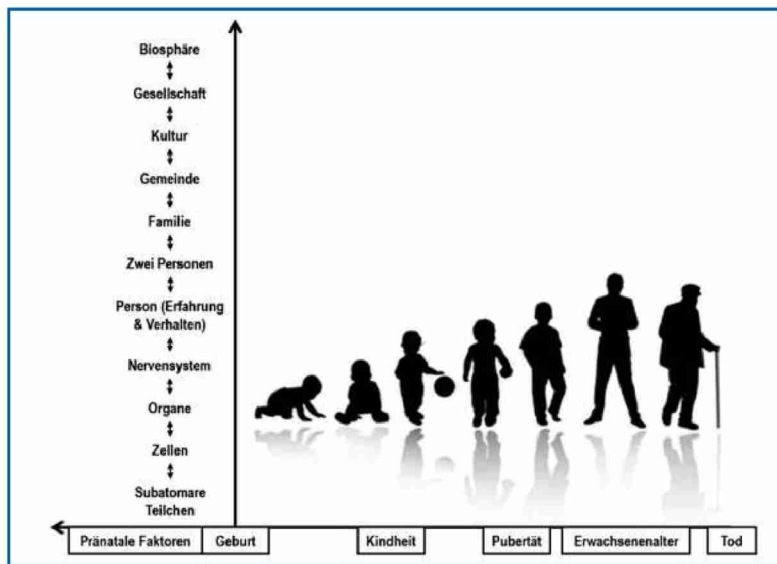 Biosphäre
Gesellschaft
Kultur
Gemeinde
Familie
Zwei Personen
Person (Erfahrung
& Verhalten)
Nervensystem
Organe
Zellen
Subatomare
Teilchen
Pränatale Faktoren
Geburt
Kindheit
Pubertät
Erwachsenenalter
Tod